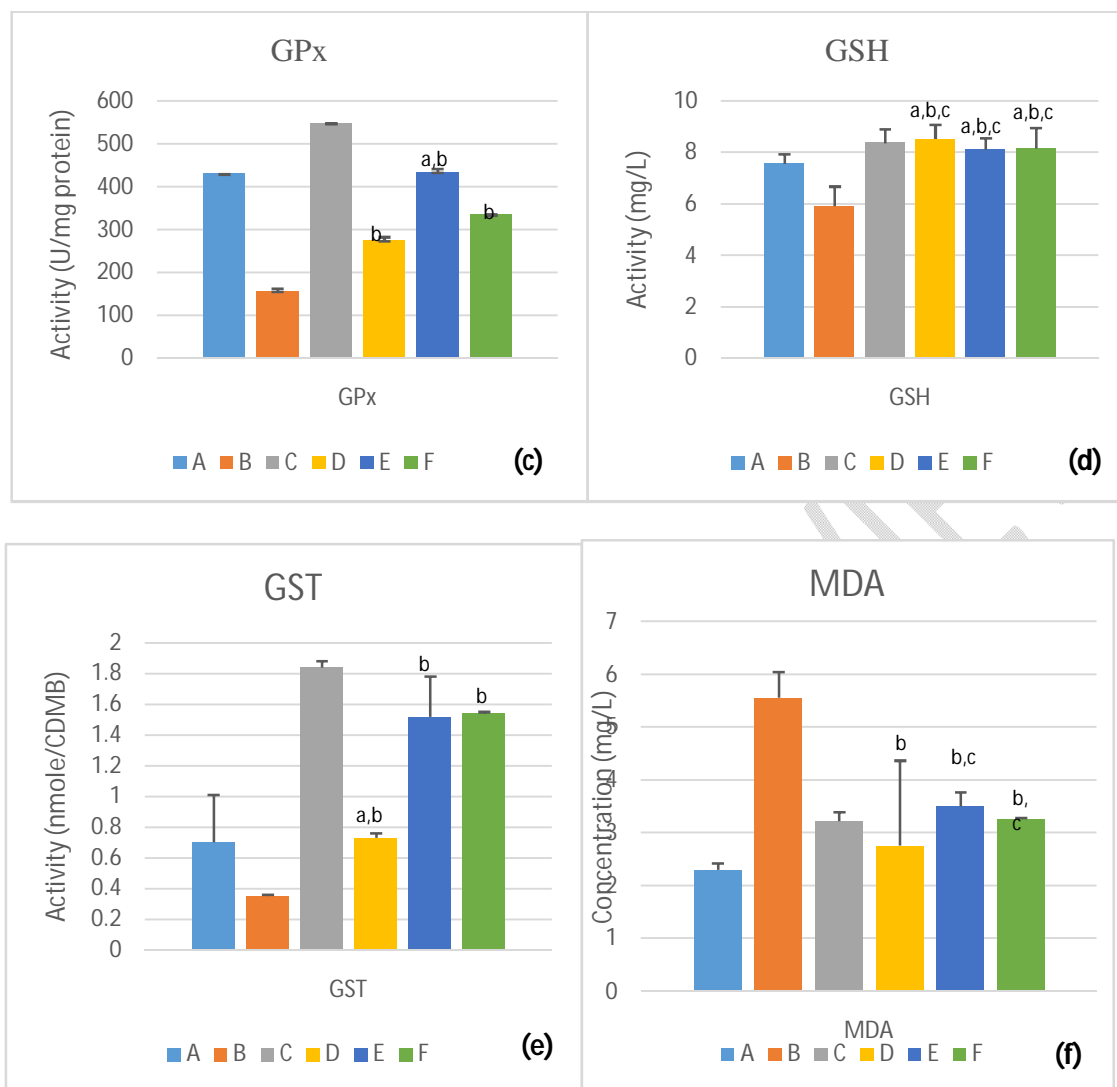 GPx
Activity (U/mg protein)
600
500
400
300
200
100
0
a,b
b
b
GPx
A B C D E F
(c)
GSH
Activity (mg/L)
10
8
6
4
2
0
a,b,c
a,b,c
a,b,c
GSH
A B C D E F
(d)
GST
Activity (nmole/CDMB)
2
1.8
1.6
1.4
1.2
1
0.8
0.6
0.4
0.2
0
a,b
b
b
GST
A B C D E F
(e)
MDA
Concentration (mg/L)
7
6
5
4
3
2
1
0
b
b,c
b,
c
MDA
A B C D E F
(f)